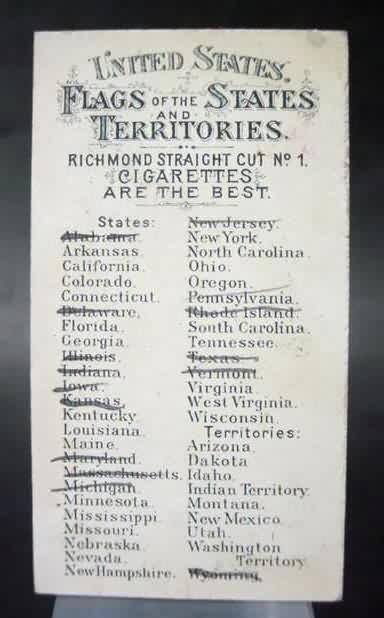 UNITED STATES.
FLAGS OF THE STATES
AND
TERRITORIES.
RICHMOND STRAIGHT CUT No 1.
CIGARETTES
ARE THE BEST.
States:
Alabama.
Arkansas.
California.
Colorado.
Connecticut.
Delaware,
Florida.
Georgia.
Illinois.
Indiana.
Iowa.
Kansas.
Kentucky.
Louisiana.
Maine.
Maryland.
Massachusetts.
Michigan.
Minnesota.
Mississippi.
Missouri.
Nebraska.
Nevada.
New Hampshire.
New Jersey.
New York.
North Carolina.
Ohio.
Oregon.
Pennsylvania.
Rhode Island.
South Carolina.
Tennessee.
Texas.
Vermont.
Virginia.
West Virginia.
Wisconsin.
Territories:
Arizona.
Dakota
Idaho.
Indian Territory.
Montana.
New Mexico.
Utah.
Washington
Territory.
Wyoming.